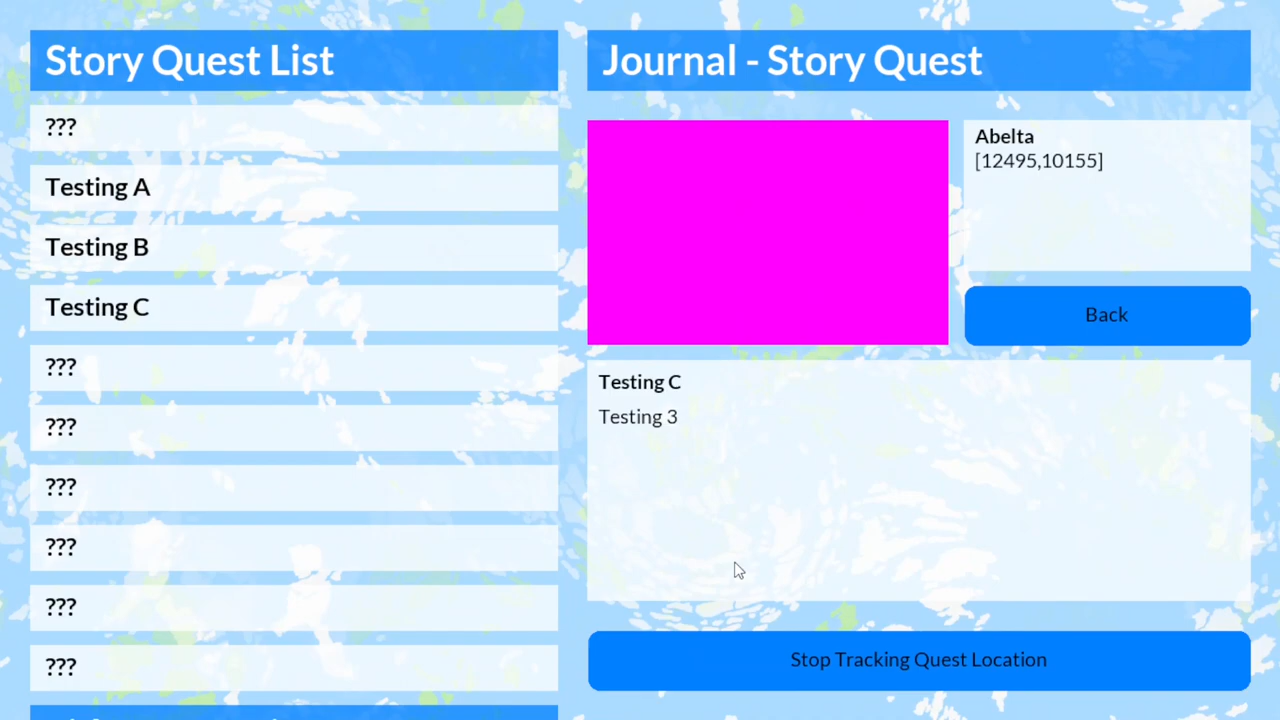 Story Quest List
???
Testing A
Testing B
Testing C
???
???
???
???
???
???
Journal - Story Quest
Abelta
[12495,10155]
Back
Testing C
Testing 3
Stop Tracking Quest Location